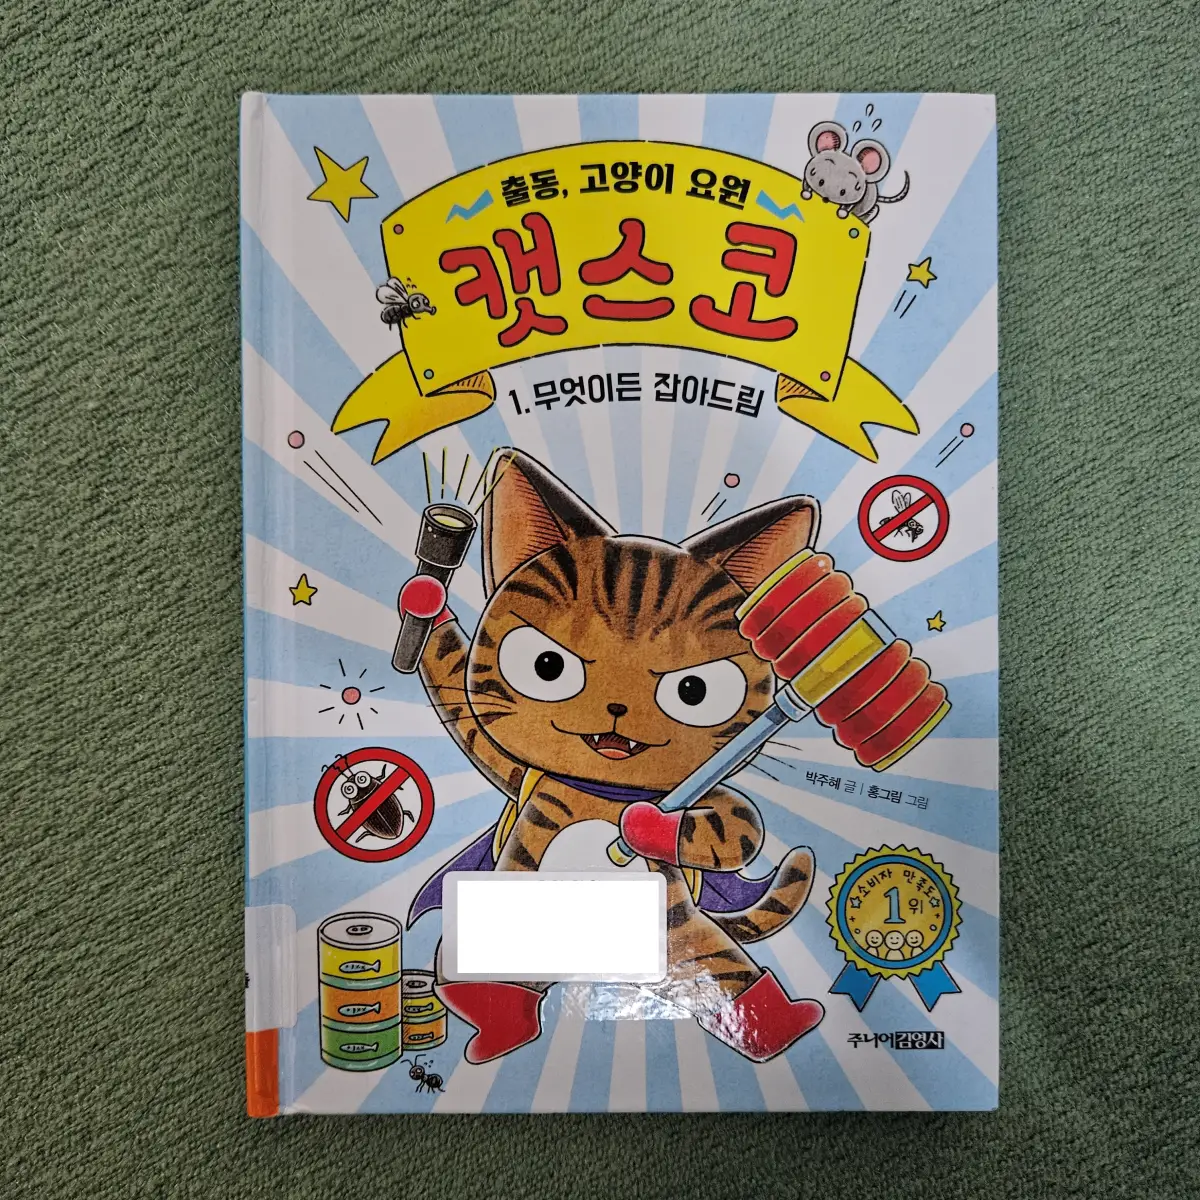 출동, 고양이 요원
캣스코
1. 무엇이든 잡아드림
박주혜 글 | 홍그림 그림
소비자 만족도
1위
주니어김영사